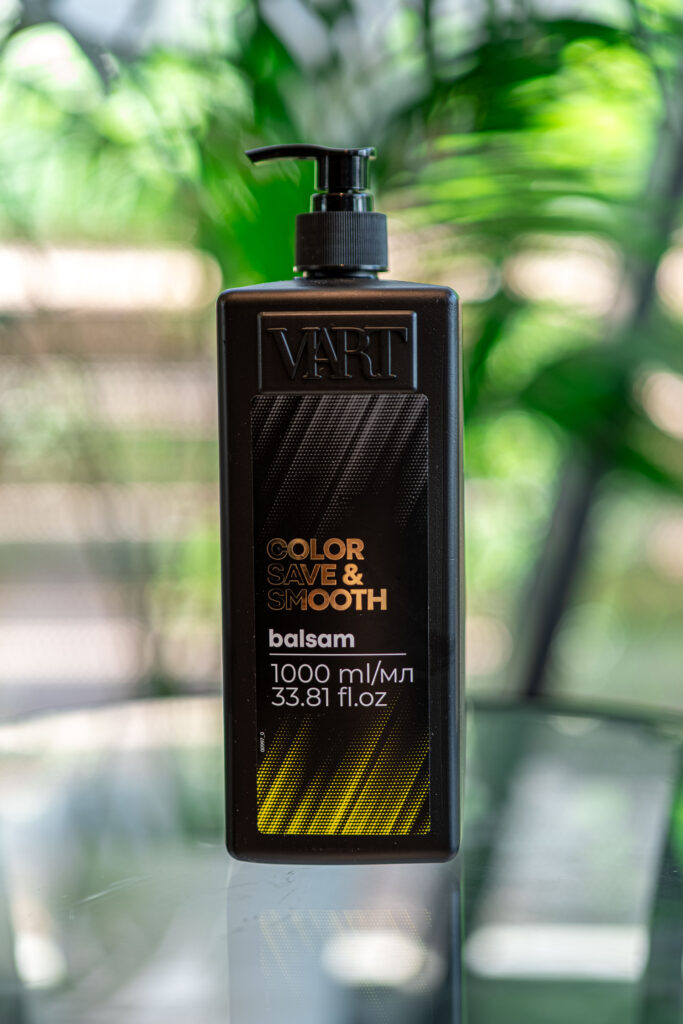 VART
COLOR
SAVE &
SMOOTH
balsam
1000 ml/мл
33.81 fl.oz